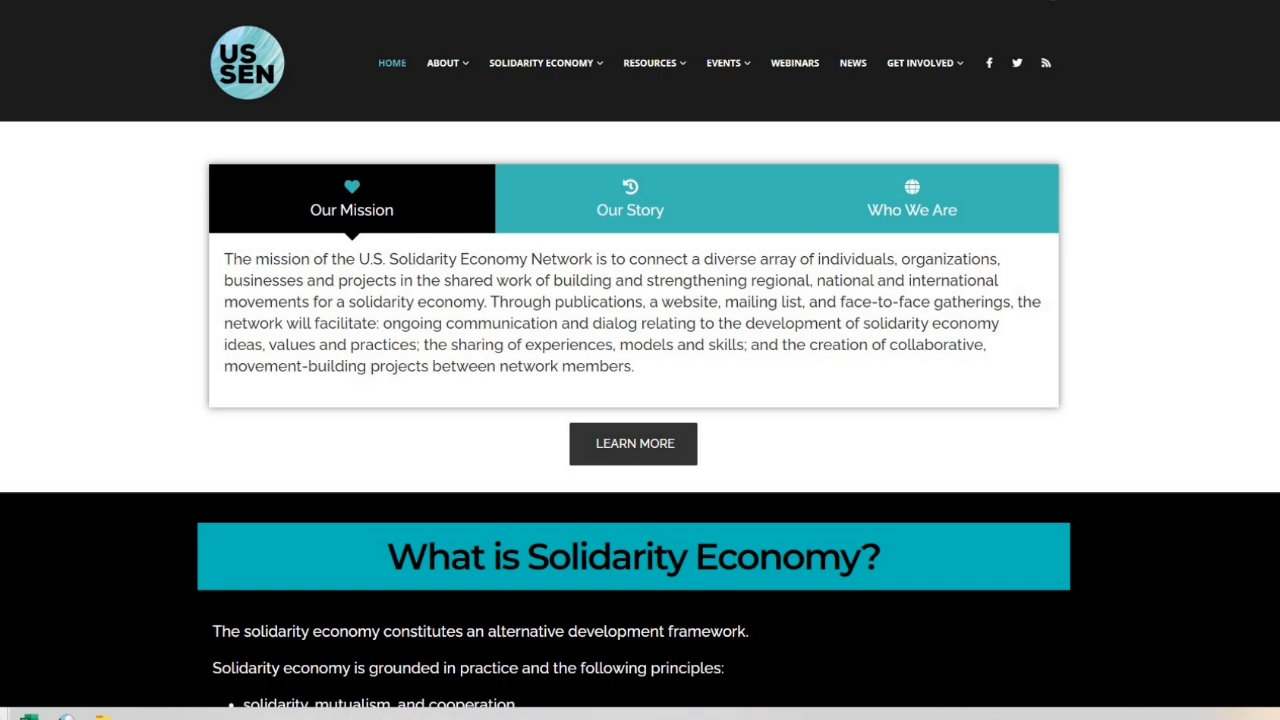 US
SEN
HOME ABOUT SOLIDARITY ECONOMY RESOURCES EVENTS WEBINARS NEWS GET INVOLVED
Our Mission Our Story Who We Are
The mission of the U.S. Solidarity Economy Network is to connect a diverse array of individuals, organizations,
businesses and projects in the shared work of building and strengthening regional, national and international
movements for a solidarity economy. Through publications, a website, mailing list, and face-to-face gatherings, the
network will facilitate: ongoing communication and dialog relating to the development of solidarity economy
ideas, values and practices; the sharing of experiences, models and skills; and the creation of collaborative,
movement-building projects between network members.
LEARN MORE
What is Solidarity Economy?
The solidarity economy constitutes an alternative development framework.
Solidarity economy is grounded in practice and the following principles:
• solidarity, mutualism, and cooperation